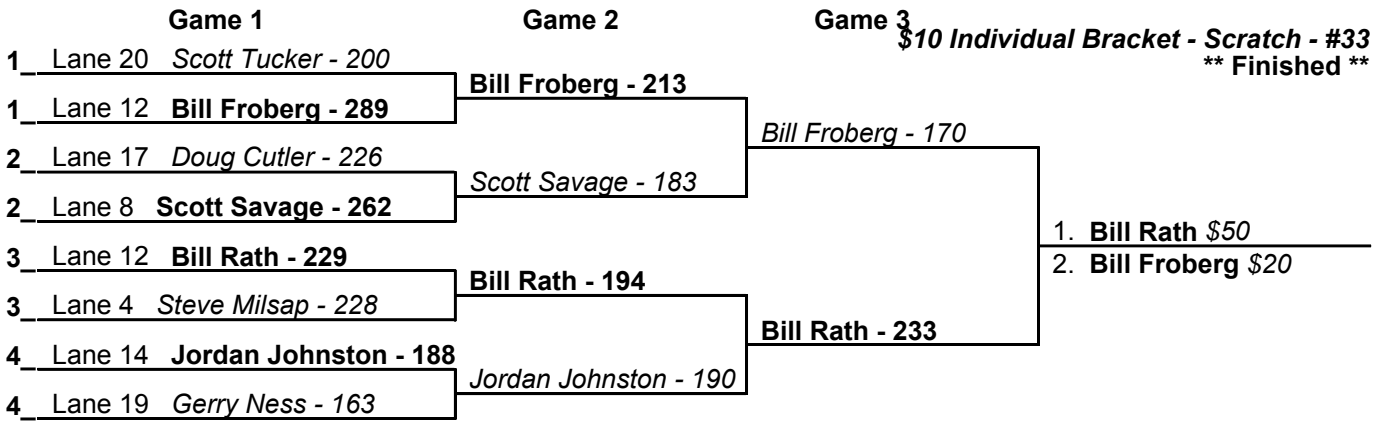 Game 1 Game 2 Game 3
$10 Individual Bracket - Scratch - #33
** Finished **
1_ Lane 20 Scott Tucker - 200
Bill Froberg - 213
1_ Lane 12 Bill Froberg - 289
Bill Froberg - 170
2_ Lane 17 Doug Cutler - 226
Scott Savage - 183
2_ Lane 8 Scott Savage - 262
1. Bill Rath $50
3_ Lane 12 Bill Rath - 229
2. Bill Froberg $20
Bill Rath - 194
3_ Lane 4 Steve Milsap - 228
Bill Rath - 233
4_ Lane 14 Jordan Johnston - 188
Jordan Johnston - 190
4_ Lane 19 Gerry Ness - 163